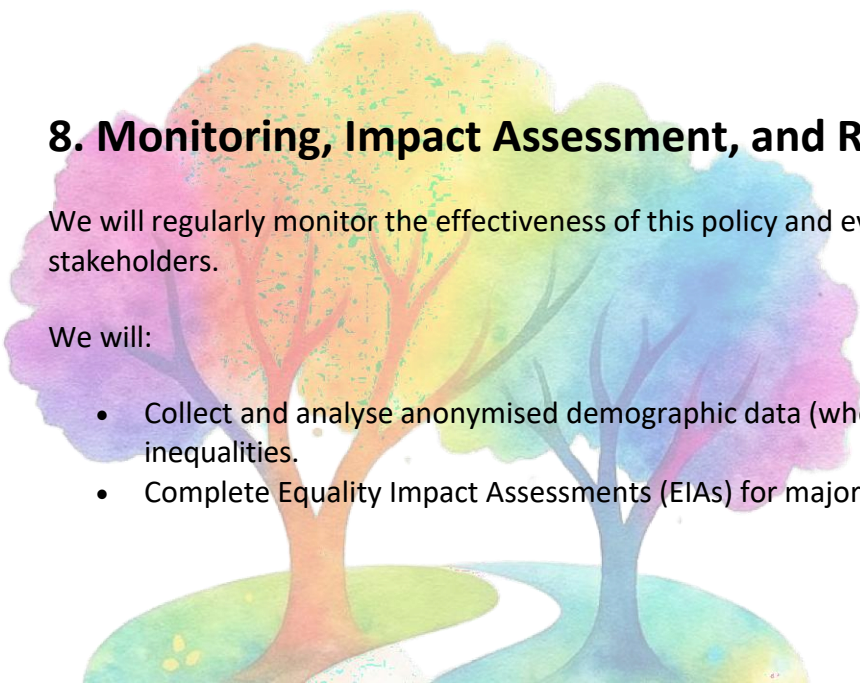 8. Monitoring, Impact Assessment, and R
We will regularly monitor the effectiveness of this policy and ev
stakeholders.
We will:
• Collect and analyse anonymised demographic data (whe
inequalities.
• Complete Equality Impact Assessments (EIAs) for major